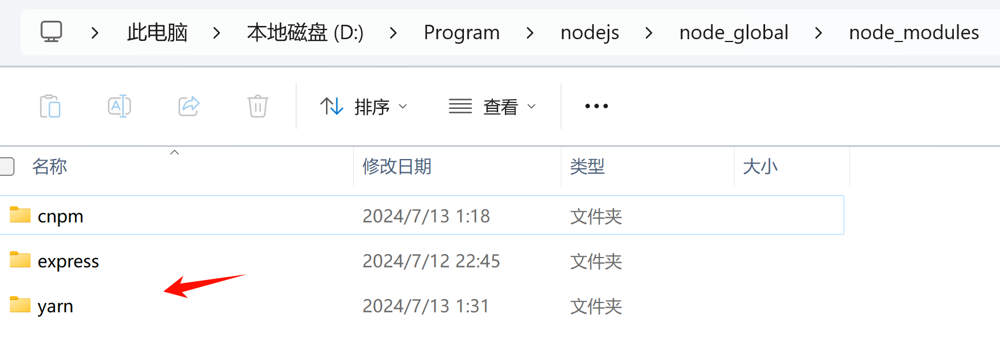 此电脑 本地磁盘 (D:) Program nodejs node_global node_modules
A 排序 查看
名称 修改日期 类型 大小
cnpm 2024/7/13 1:18 文件夹
express 2024/7/12 22:45 文件夹
yarn 2024/7/13 1:31 文件夹